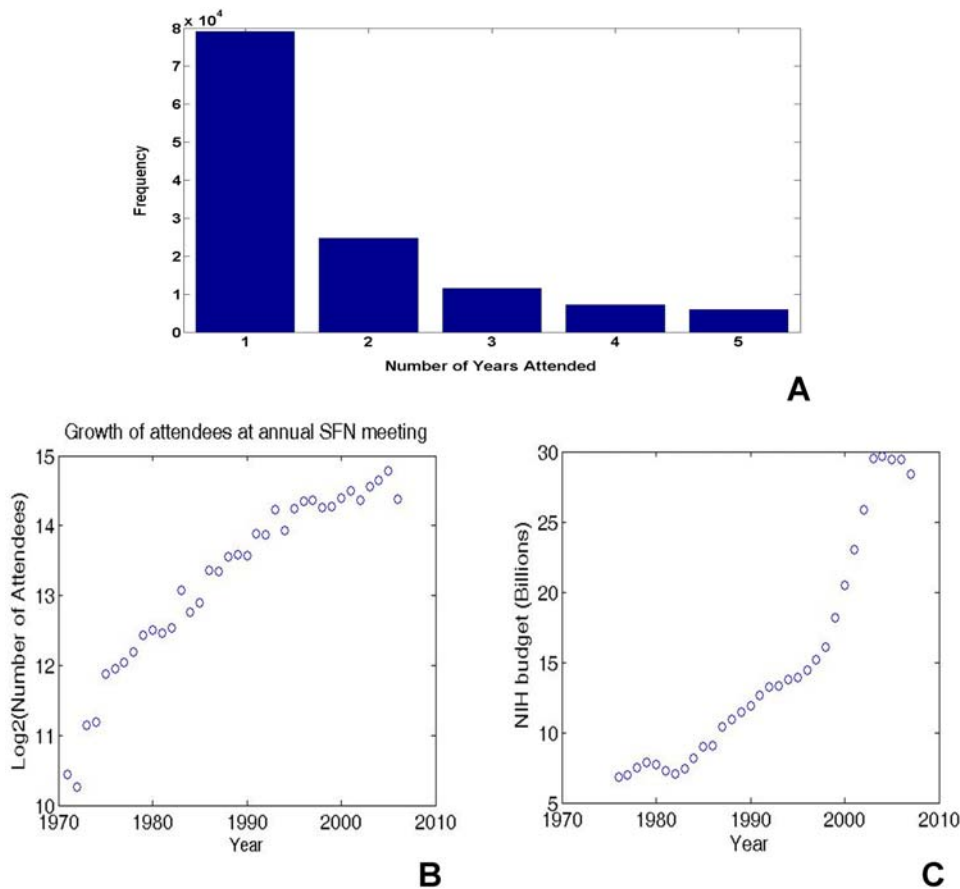 8 × 10⁴
7
6
5
4
3
2
1
0
Frequency
1 2 3 4 5
Number of Years Attended
A
Growth of attendees at annual SFN meeting
15
14
13
12
11
10
Log2(Number of Attendees)
1970 1980 1990 2000 2010
Year
B
30
25
20
15
10
5
NIH budget (Billions)
1970 1980 1990 2000 2010
Year
C